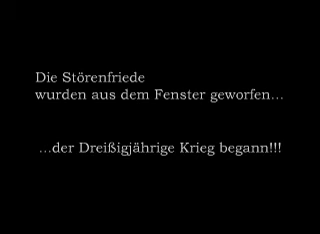 Die Störenfriede
wurden aus dem Fenster geworfen...
...der Dreißigjährige Krieg begann!!!